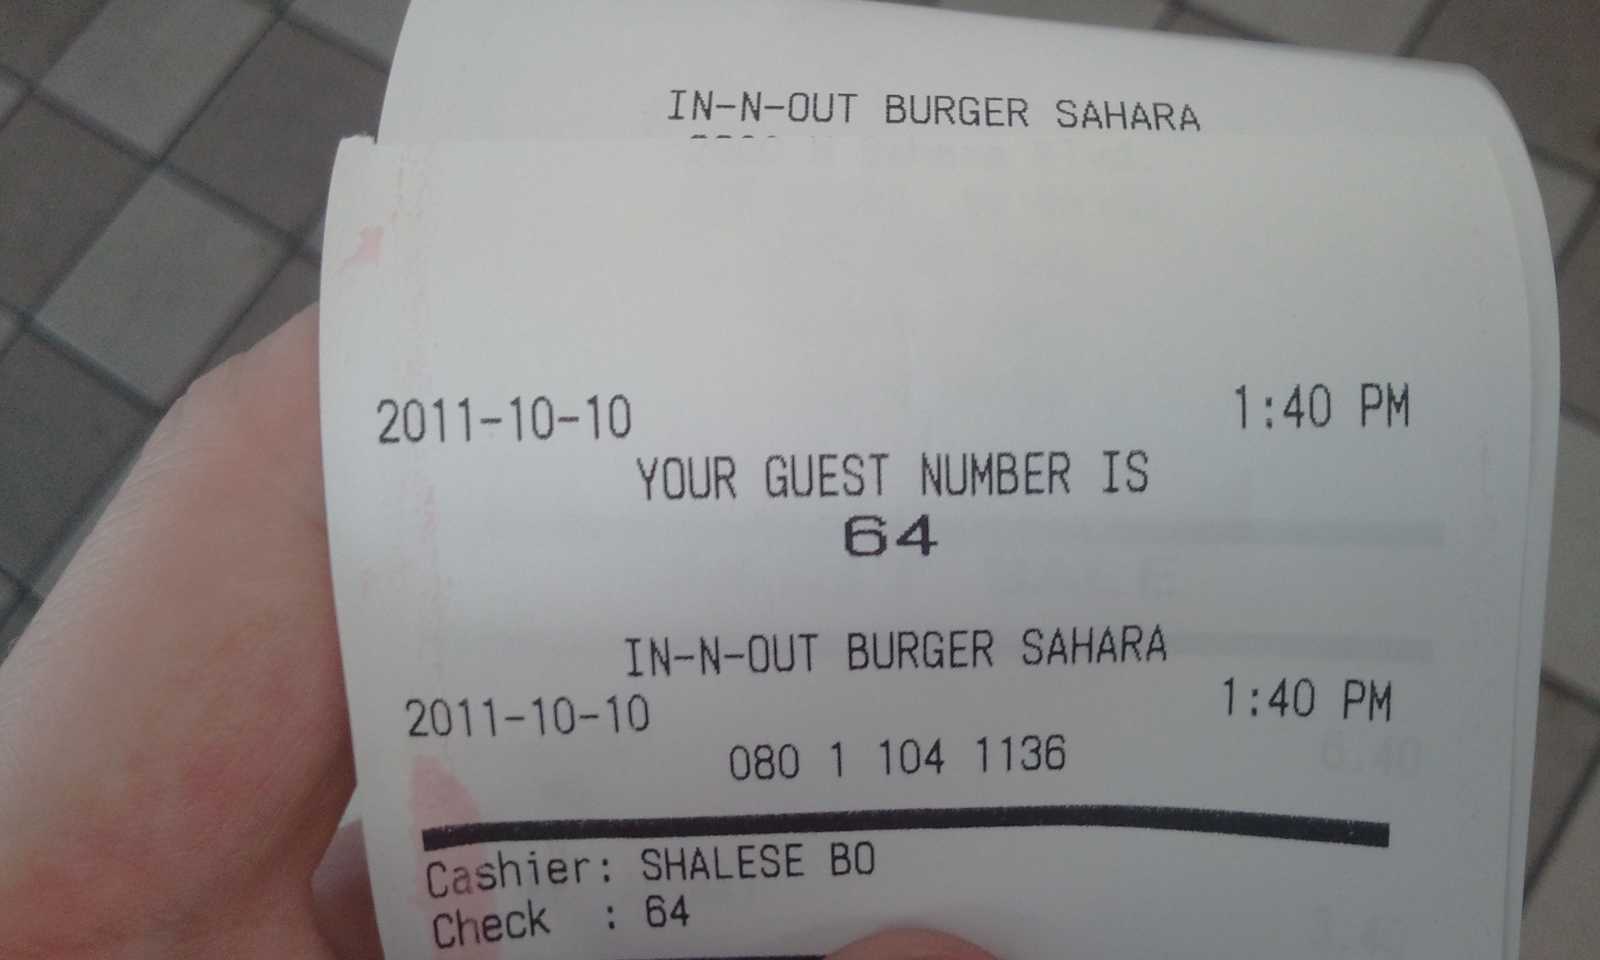 IN-N-OUT BURGER SAHARA
2011-10-10 1:40 PM
YOUR GUEST NUMBER IS
64
IN-N-OUT BURGER SAHARA
2011-10-10 1:40 PM
080 1 104 1136
Cashier: SHALESE BO
Check : 64